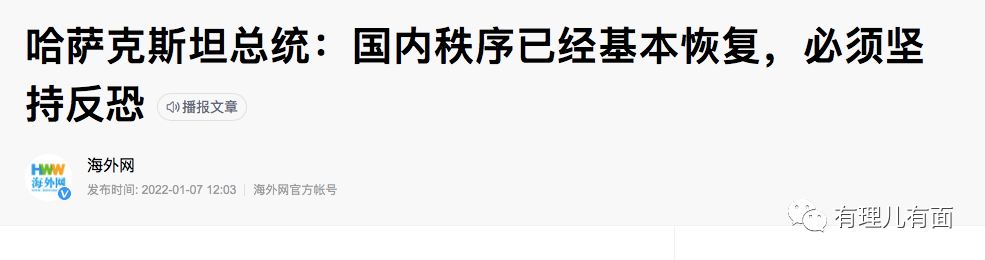 哈萨克斯坦总统：国内秩序已经基本恢复，必须坚
持反恐 播报文章
HWW
海外网
海外网
发布时间: 2022-01-07 12:03 海外网官方帐号
有理儿有面